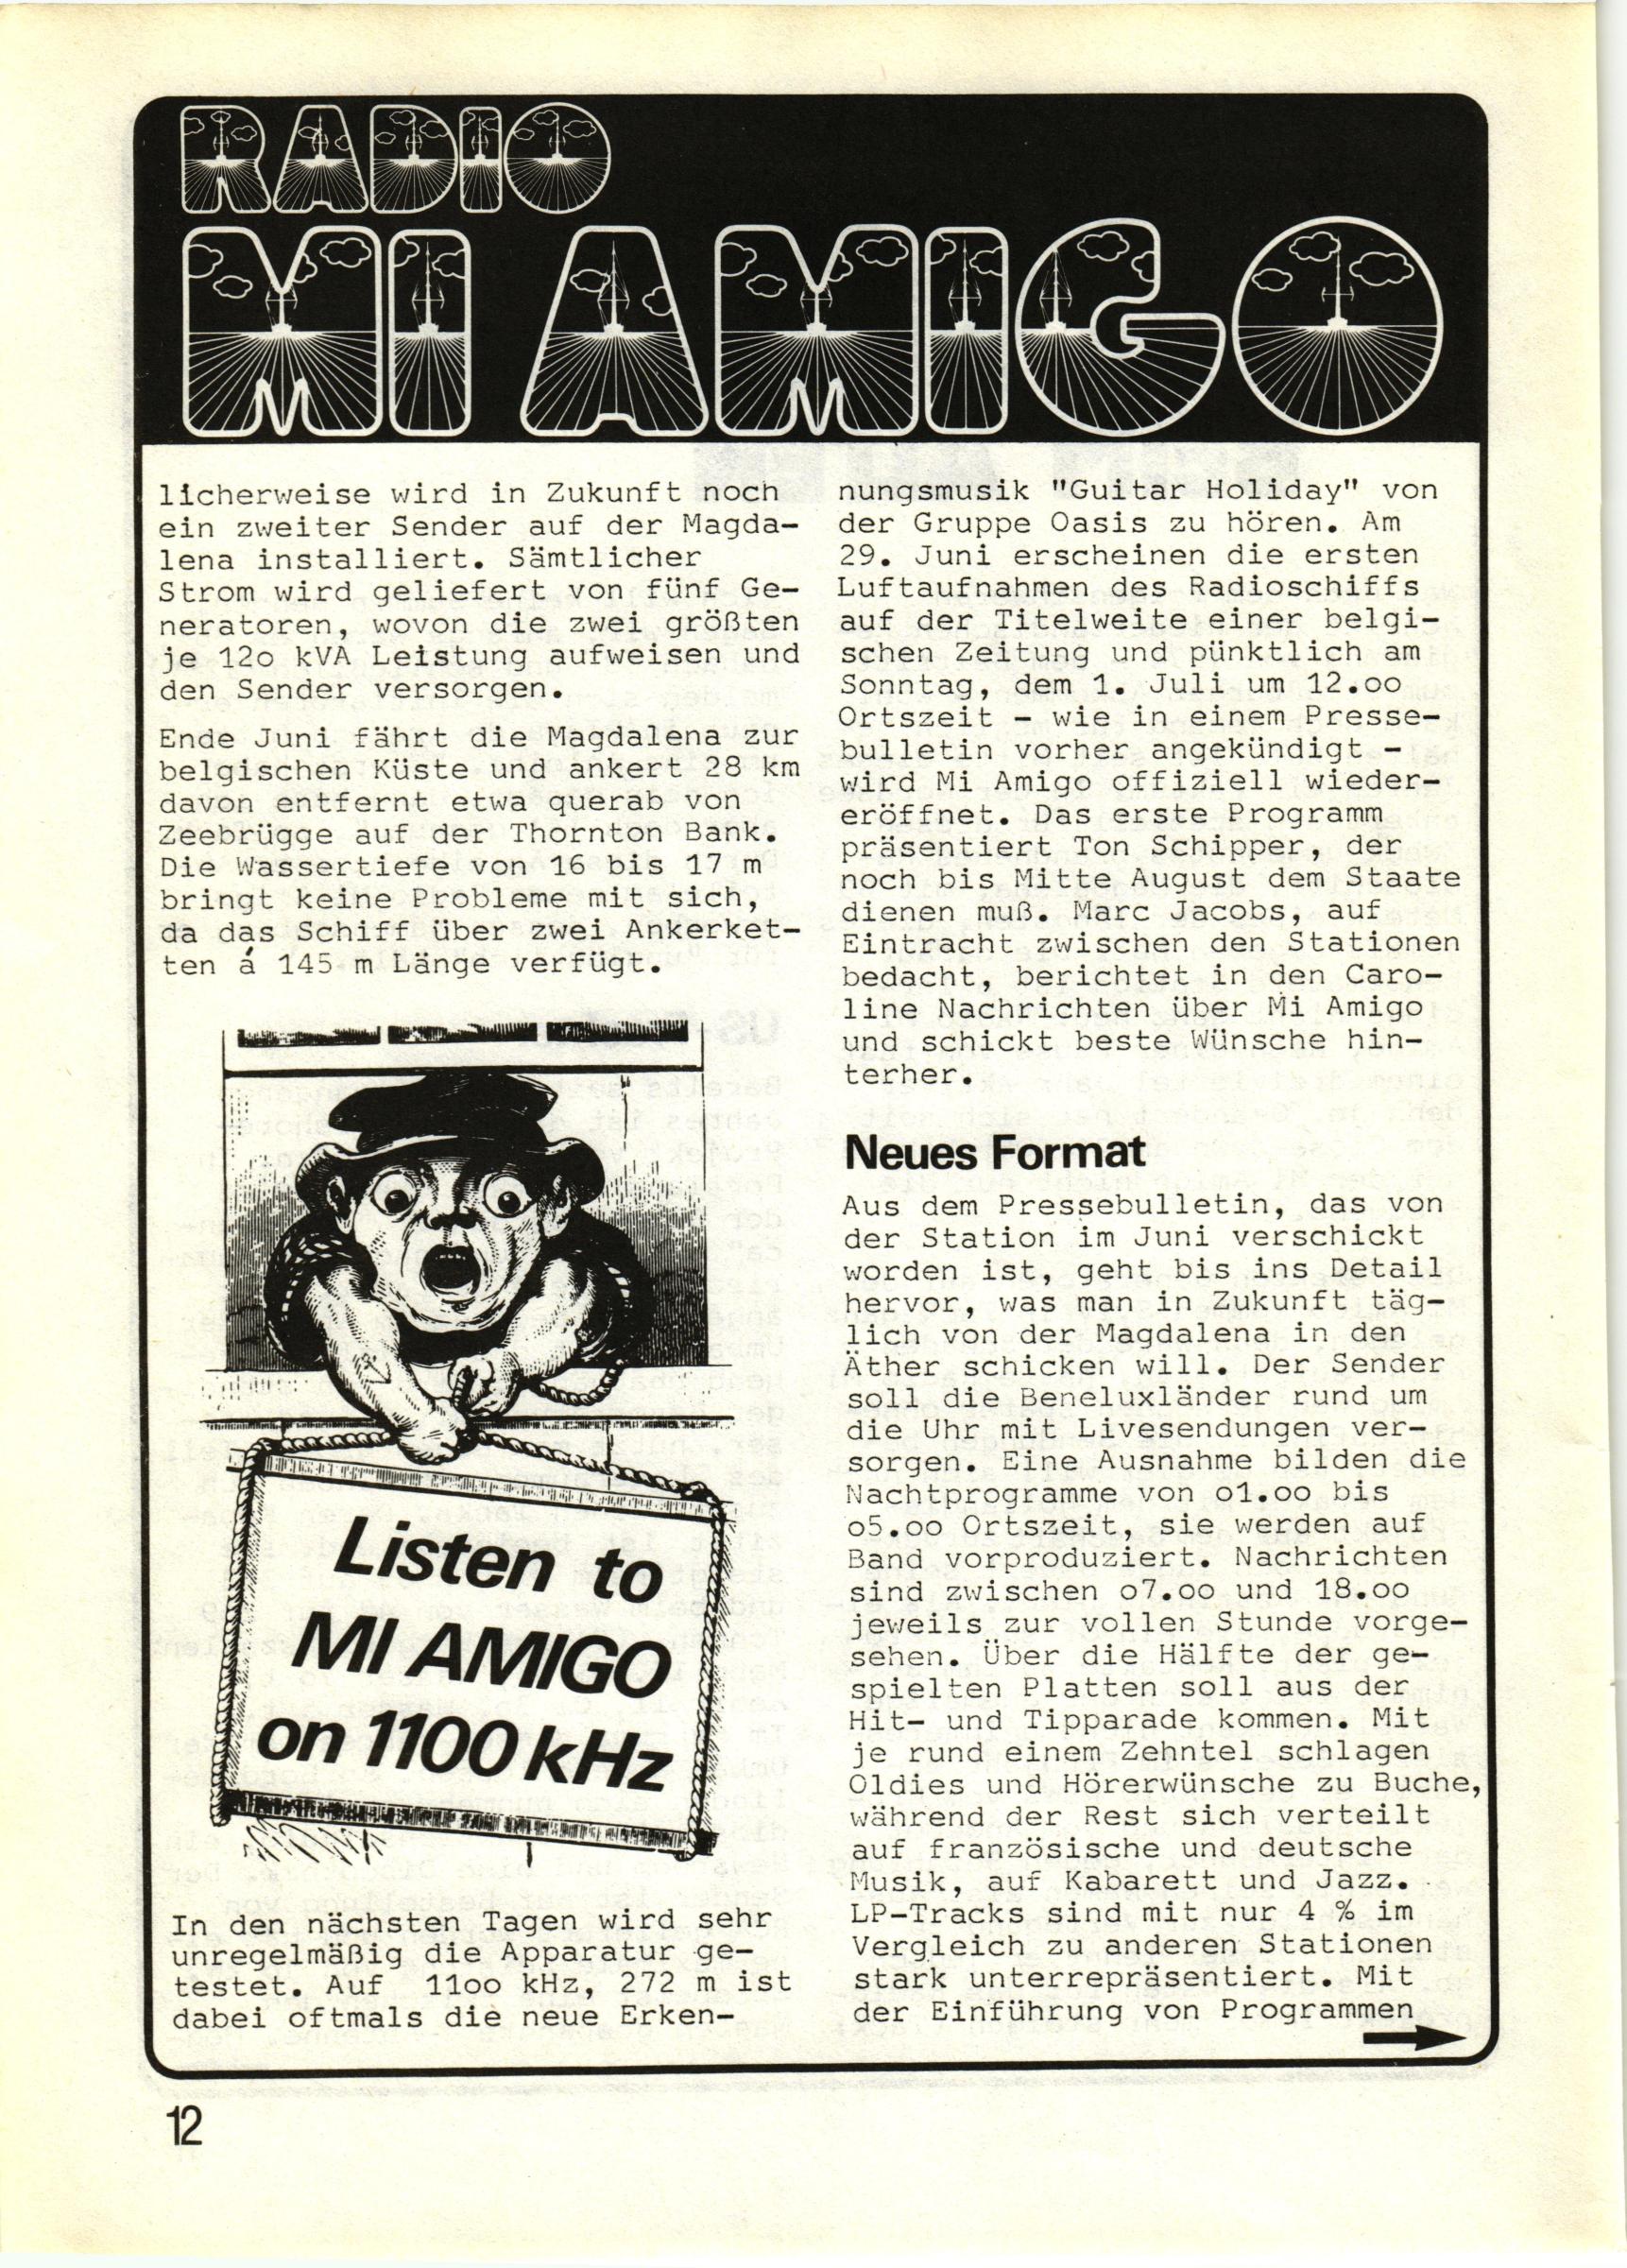 RADIO
MI AMIGO
licherweise wird in Zukunft noch
ein zweiter Sender auf der Magda-
lena installiert. Sämtlicher
Strom wird geliefert von fünf Ge-
neratoren, wovon die zwei größten
je 12o kVA Leistung aufweisen und
den Sender versorgen.
Ende Juni fährt die Magdalena zur
belgischen Küste und ankert 28 km
davon entfernt etwa querab von
Zeebrügge auf der Thornton Bank.
Die Wassertiefe von 16 bis 17 m
bringt keine Probleme mit sich,
da das Schiff über zwei Ankerket-
ten á 145 m Länge verfügt.
Listen to
MI AMIGO
on 1100 kHz
In den nächsten Tagen wird sehr
unregelmäßig die Apparatur ge-
testet. Auf 11oo kHz, 272 m ist
dabei oftmals die neue Erken-
nungsmusik "Guitar Holiday" von
der Gruppe Oasis zu hören. Am
29. Juni erscheinen die ersten
Luftaufnahmen des Radioschiffs
auf der Titelweite einer belgi-
schen Zeitung und pünktlich am
Sonntag, dem 1. Juli um 12.oo
Ortszeit - wie in einem Presse-
bulletin vorher angekündigt -
wird Mi Amigo offiziell wieder-
eröffnet. Das erste Programm
präsentiert Ton Schipper, der
noch bis Mitte August dem Staate
dienen muß. Marc Jacobs, auf
Eintracht zwischen den Stationen
bedacht, berichtet in den Caro-
line Nachrichten über Mi Amigo
und schickt beste Wünsche hin-
terher.
Neues Format
Aus dem Pressebulletin, das von
der Station im Juni verschickt
worden ist, geht bis ins Detail
hervor, was man in Zukunft täg-
lich von der Magdalena in den
Äther schicken will. Der Sender
soll die Beneluxländer rund um
die Uhr mit Livesendungen ver-
sorgen. Eine Ausnahme bilden die
Nachtprogramme von o1.oo bis
o5.oo Ortszeit, sie werden auf
Band vorproduziert. Nachrichten
sind zwischen o7.oo und 18.oo
jeweils zur vollen Stunde vorge-
sehen. Über die Hälfte der ge-
spielten Platten soll aus der
Hit- und Tipparade kommen. Mit
je rund einem Zehntel schlagen
Oldies und Hörerwünsche zu Buche,
während der Rest sich verteilt
auf französische und deutsche
Musik, auf Kabarett und Jazz.
LP-Tracks sind mit nur 4 % im
Vergleich zu anderen Stationen
stark unterrepräsentiert. Mit
der Einführung von Programmen
12